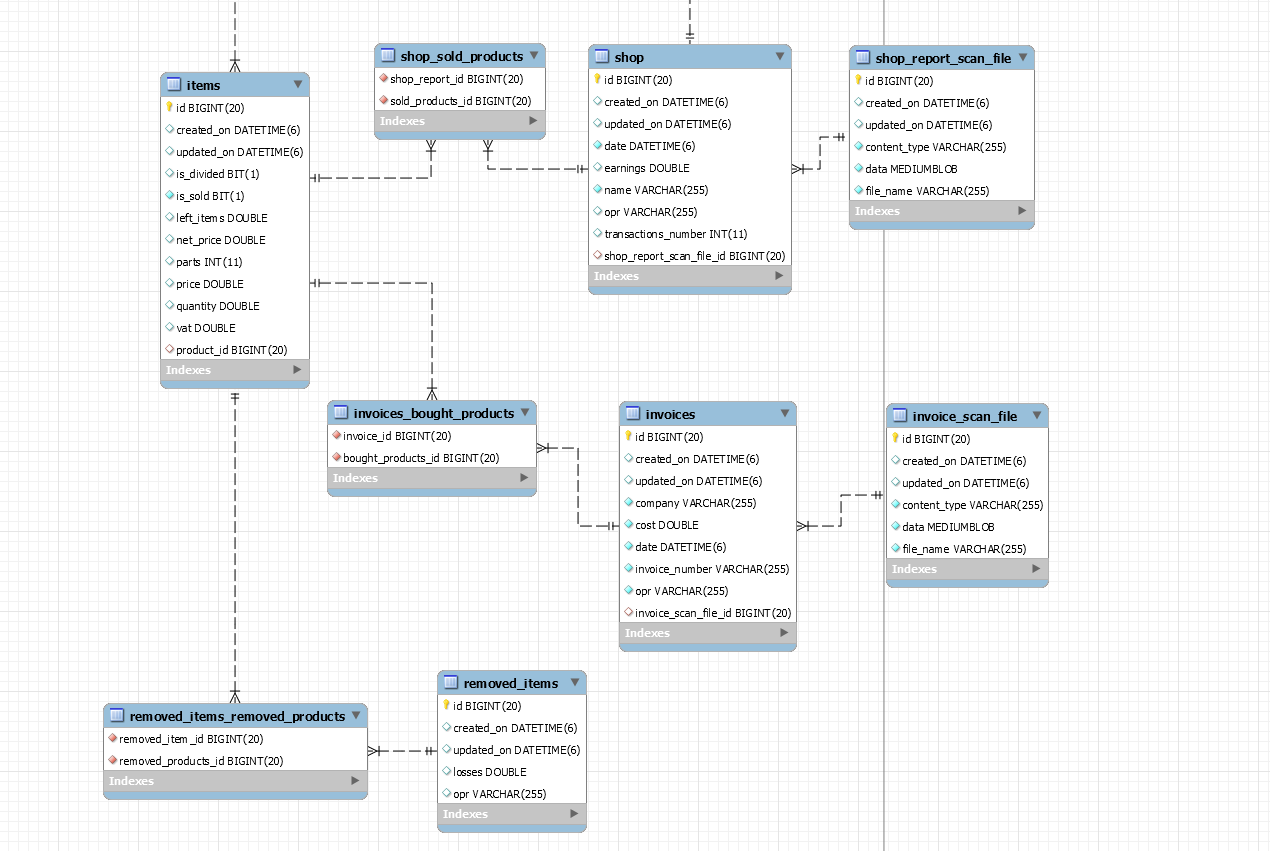 items
id BIGINT(20)
created_on DATETIME(6)
updated_on DATETIME(6)
is_divided BIT(1)
is_sold BIT(1)
left_items DOUBLE
net_price DOUBLE
parts INT(11)
price DOUBLE
quantity DOUBLE
vat DOUBLE
product_id BIGINT(20)
Indexes
shop_sold_products
shop_report_id BIGINT(20)
sold_products_id BIGINT(20)
Indexes
shop
id BIGINT(20)
created_on DATETIME(6)
updated_on DATETIME(6)
date DATETIME(6)
earnings DOUBLE
name VARCHAR(255)
opr VARCHAR(255)
transactions_number INT(11)
shop_report_scan_file_id BIGINT(20)
Indexes
shop_report_scan_file
id BIGINT(20)
created_on DATETIME(6)
updated_on DATETIME(6)
content_type VARCHAR(255)
data MEDIUMBLOB
file_name VARCHAR(255)
Indexes
invoices_bought_products
invoice_id BIGINT(20)
bought_products_id BIGINT(20)
Indexes
invoices
id BIGINT(20)
created_on DATETIME(6)
updated_on DATETIME(6)
company VARCHAR(255)
cost DOUBLE
date DATETIME(6)
invoice_number VARCHAR(255)
opr VARCHAR(255)
invoice_scan_file_id BIGINT(20)
Indexes
invoice_scan_file
id BIGINT(20)
created_on DATETIME(6)
updated_on DATETIME(6)
content_type VARCHAR(255)
data MEDIUMBLOB
file_name VARCHAR(255)
Indexes
removed_items_removed_products
removed_item_id BIGINT(20)
removed_products_id BIGINT(20)
Indexes
removed_items
id BIGINT(20)
created_on DATETIME(6)
updated_on DATETIME(6)
losses DOUBLE
opr VARCHAR(255)
Indexes